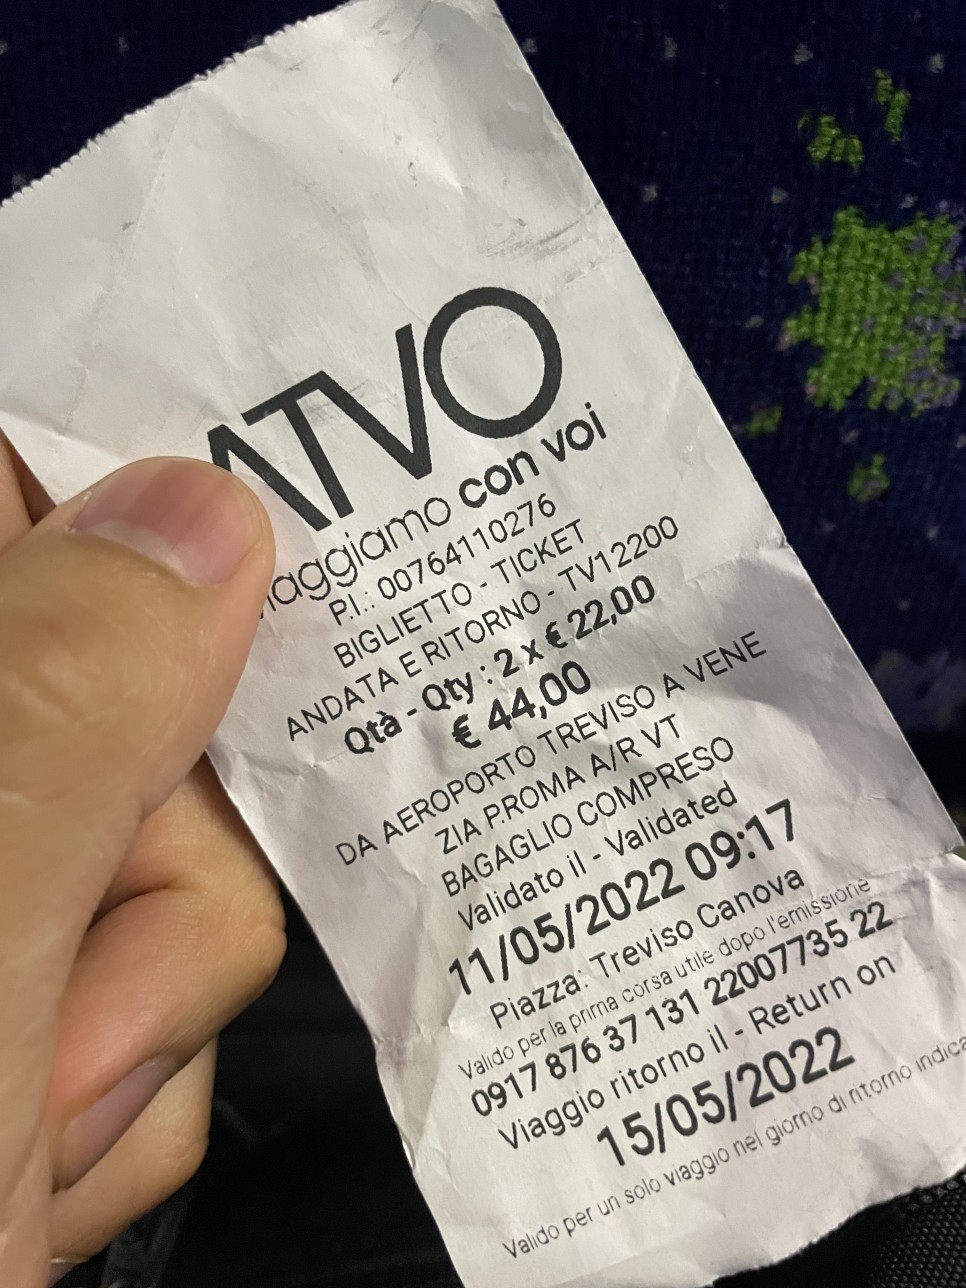 ATVO
viaggiamo con voi
P.I.: 00764110276
BIGLIETTO - TICKET
ANDATA E RITORNO - TV12200
Qtà - Qty : 2 x € 22,00
€ 44,00
DA AEROPORTO TREVISO A VENE
ZIA P.ROMA A/R VT
BAGAGLIO COMPRESO
Validato il - Validated
11/05/2022 09:17
Piazza: Treviso Canova
Valido per la prima corsa utile dopo l'emissione
0917 876 37 131 22007735 22
Viaggio ritorno il - Return on
15/05/2022
Valido per un solo viaggio nel giorno di ritorno indica